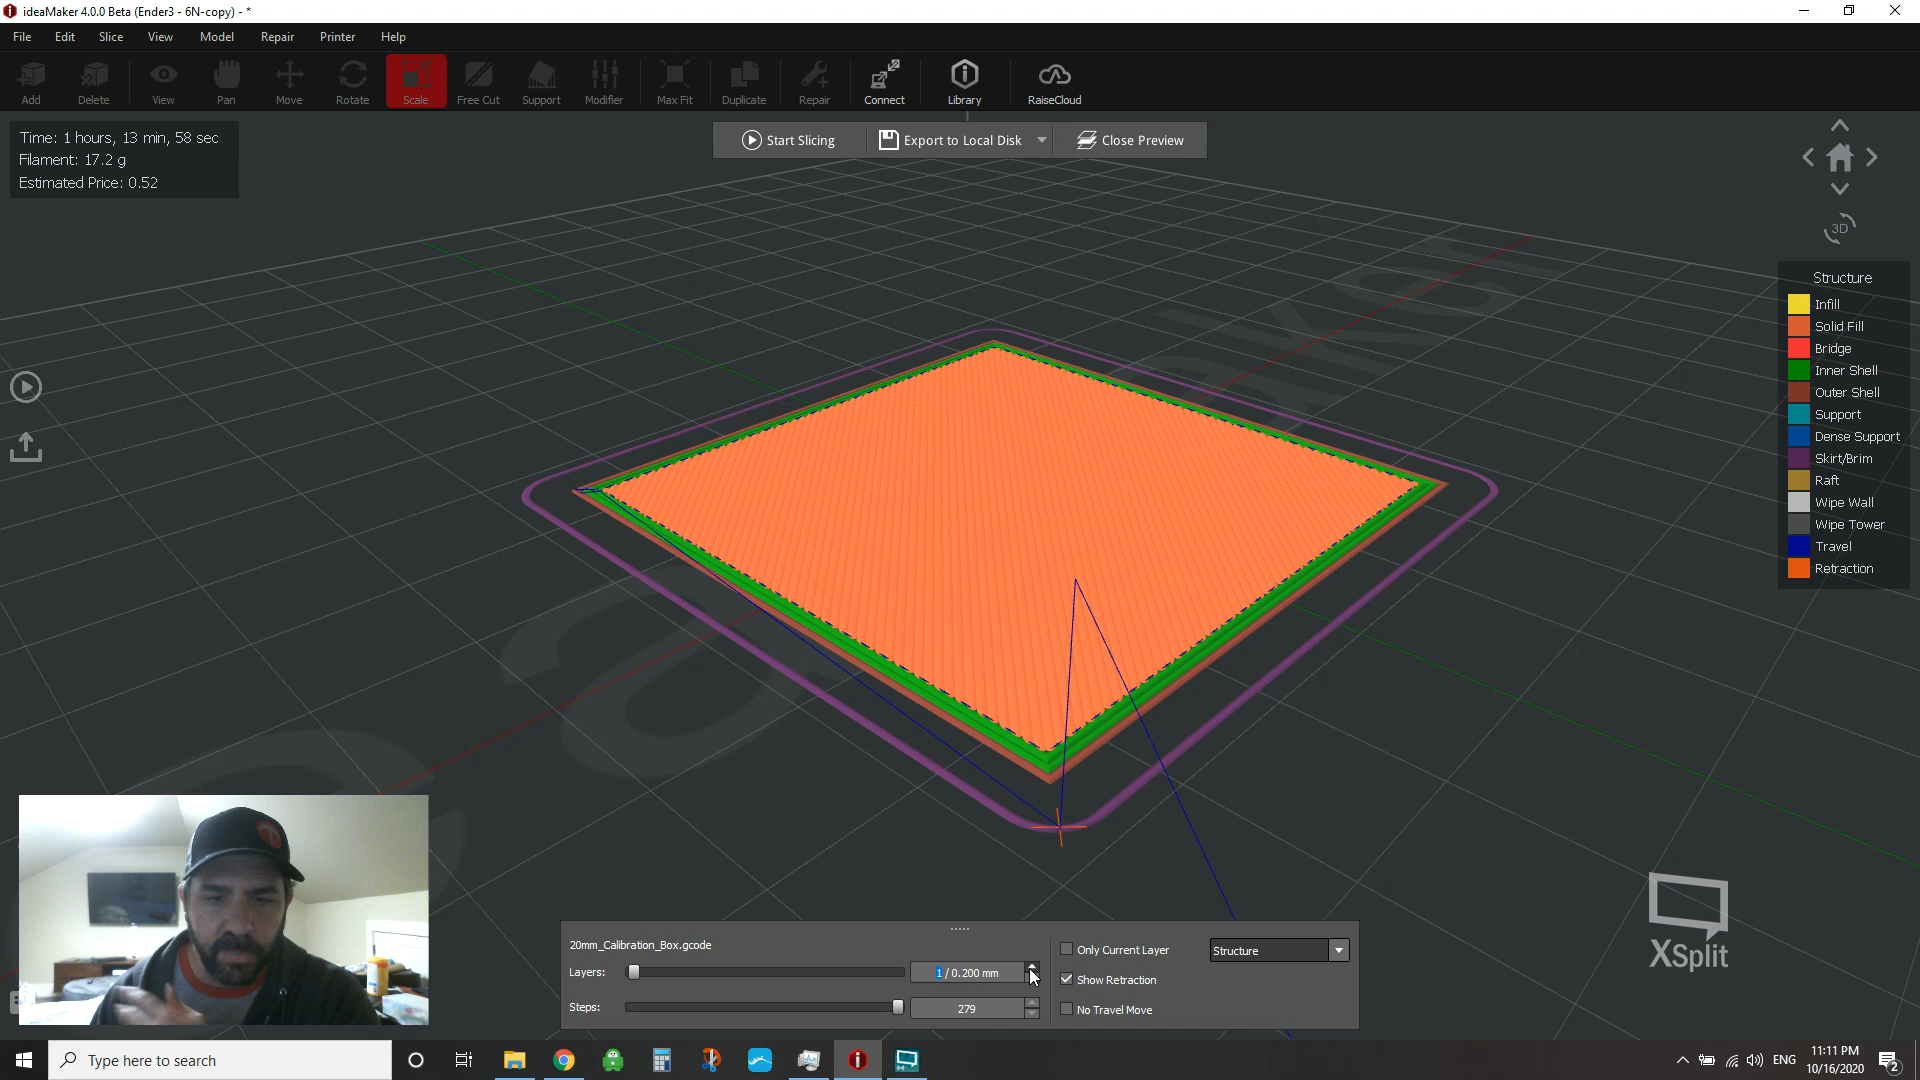 ideaMaker 4.0.0 Beta (Ender3 - 6N-copy) - *
File Edit Slice View Model Repair Printer Help
Add Delete View Pan Move Rotate Scale Free Cut Support Modifier Max Fit Duplicate Repair Connect Library RaiseCloud
Time: 1 hours, 13 min, 58 sec
Filament: 17.2 g
Estimated Price: 0.52
Start Slicing Export to Local Disk Close Preview
3D
Structure
Infill
Solid Fill
Bridge
Inner Shell
Outer Shell
Support
Dense Support
Skirt/Brim
Raft
Wipe Wall
Wipe Tower
Travel
Retraction
20mm_Calibration_Box.gcode
Layers: 1 / 0.200 mm
Steps: 279
Only Current Layer
Show Retraction
No Travel Move
Structure
XSplit
Type here to search
ENG
11:11 PM
10/16/2020
2